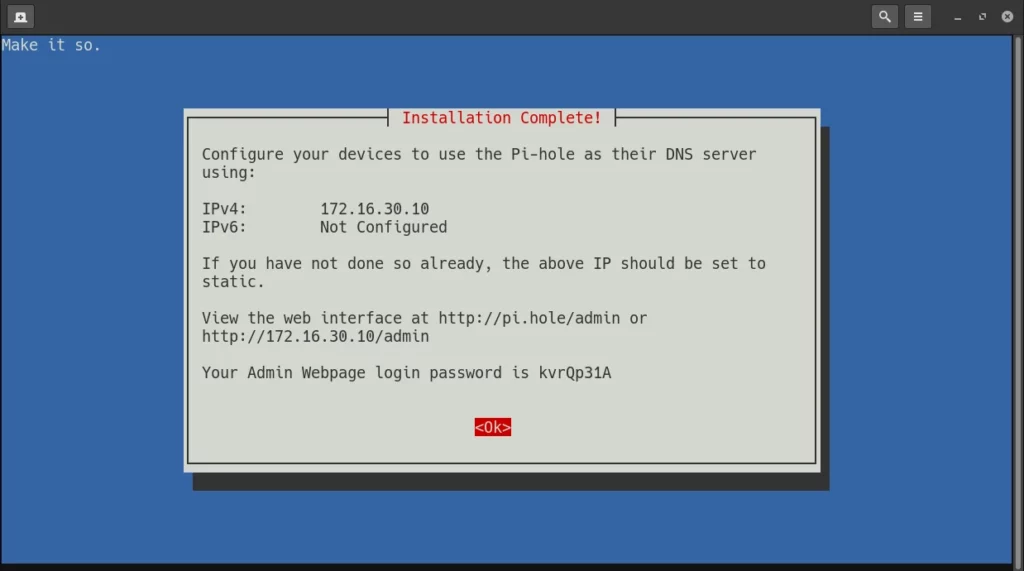 Make it so.
Installation Complete!
Configure your devices to use the Pi-hole as their DNS server
using:
IPv4: 172.16.30.10
IPv6: Not Configured
If you have not done so already, the above IP should be set to
static.
View the web interface at http://pi.hole/admin or
http://172.16.30.10/admin
Your Admin Webpage login password is kvrQp31A
<Ok>